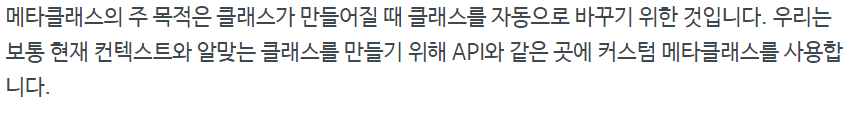 메타클래스의 주 목적은 클래스가 만들어질 때 클래스를 자동으로 바꾸기 위한 것입니다. 우리는
보통 현재 컨텍스트와 알맞는 클래스를 만들기 위해 API와 같은 곳에 커스텀 메타클래스를 사용합
니다.